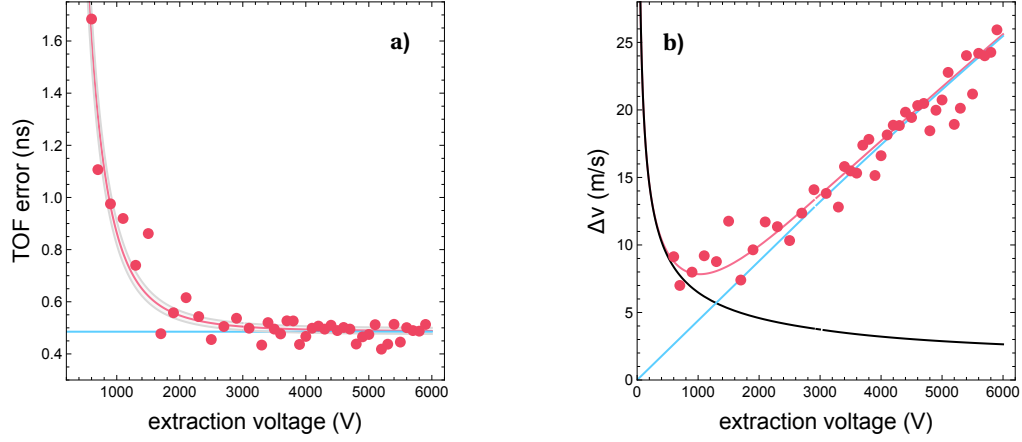 a)
TOF error (ns)
1.6
1.4
1.2
1.0
0.8
0.6
0.4
1000 2000 3000 4000 5000 6000
extraction voltage (V)
b)
Δv (m/s)
25
20
15
10
5
0
0 1000 2000 3000 4000 5000 6000
extraction voltage (V)